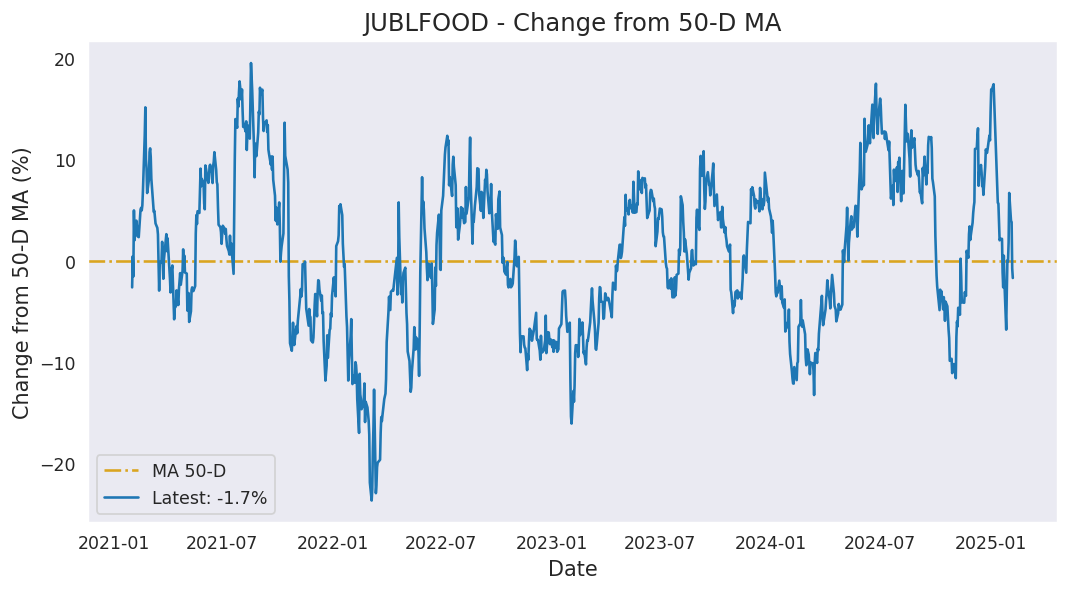 JUBLFOOD - Change from 50-D MA
Change from 50-D MA (%)
20
10
0
−10
−20
MA 50-D
Latest: -1.7%
2021-01 2021-07 2022-01 2022-07 2023-01 2023-07 2024-01 2024-07 2025-01
Date